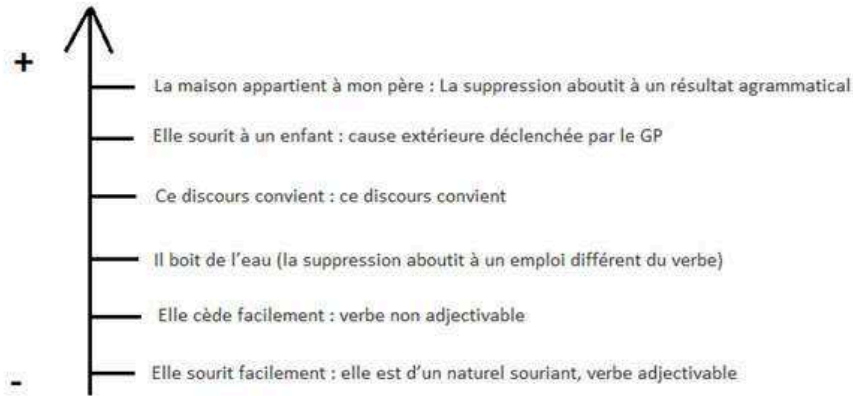 +
La maison appartient à mon père : La suppression aboutit à un résultat agrammatical
Elle sourit à un enfant : cause extérieure déclenchée par le GP
Ce discours convient : ce discours convient
Il boit de l'eau (la suppression aboutit à un emploi différent du verbe)
Elle cède facilement : verbe non adjectivable
Elle sourit facilement : elle est d'un naturel souriant, verbe adjectivable
-